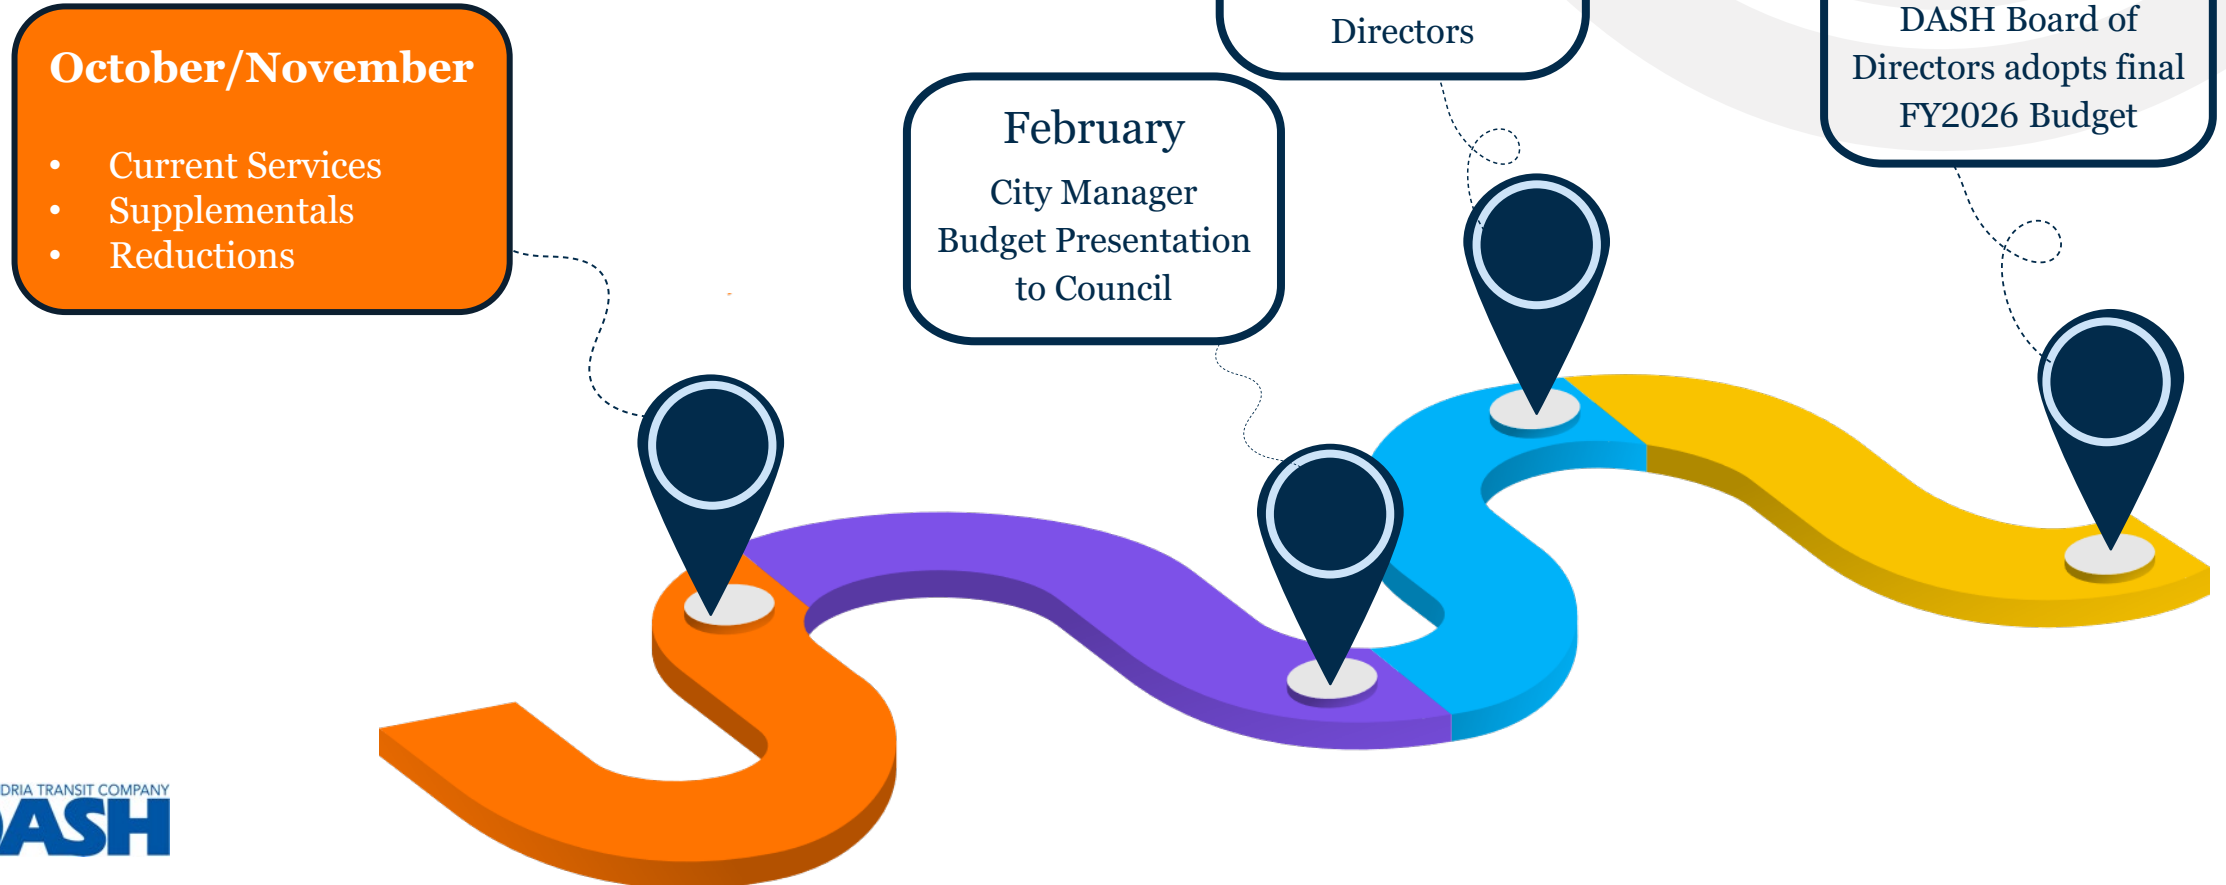 October/November
• Current Services
• Supplementals
• Reductions
February
City Manager
Budget Presentation
to Council
Directors
DASH Board of
Directors adopts final
FY2026 Budget
DRIA TRANSIT COMPANY
DASH